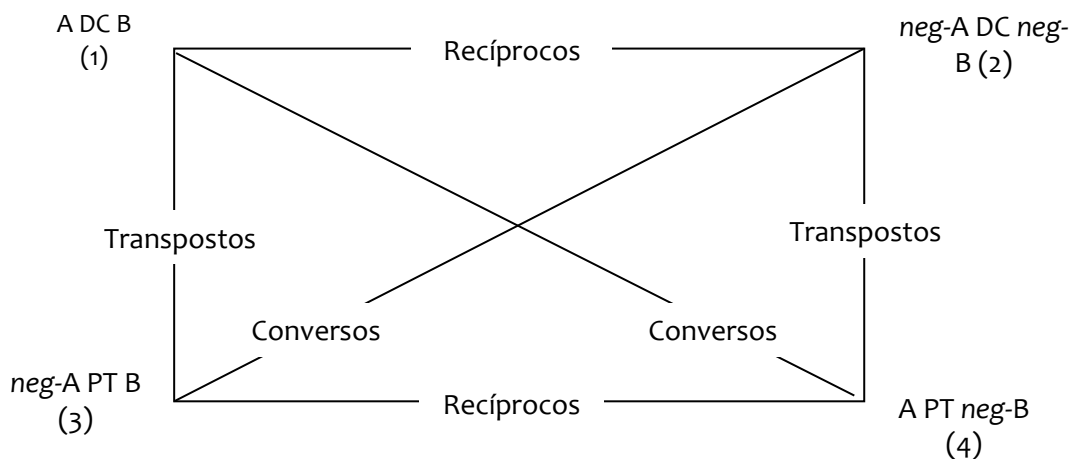 A DC B
(1)
Recíprocos
neg-A DC neg-
B (2)
Transpostos
Transpostos
Conversos
Conversos
neg-A PT B
(3)
Recíprocos
A PT neg-B
(4)